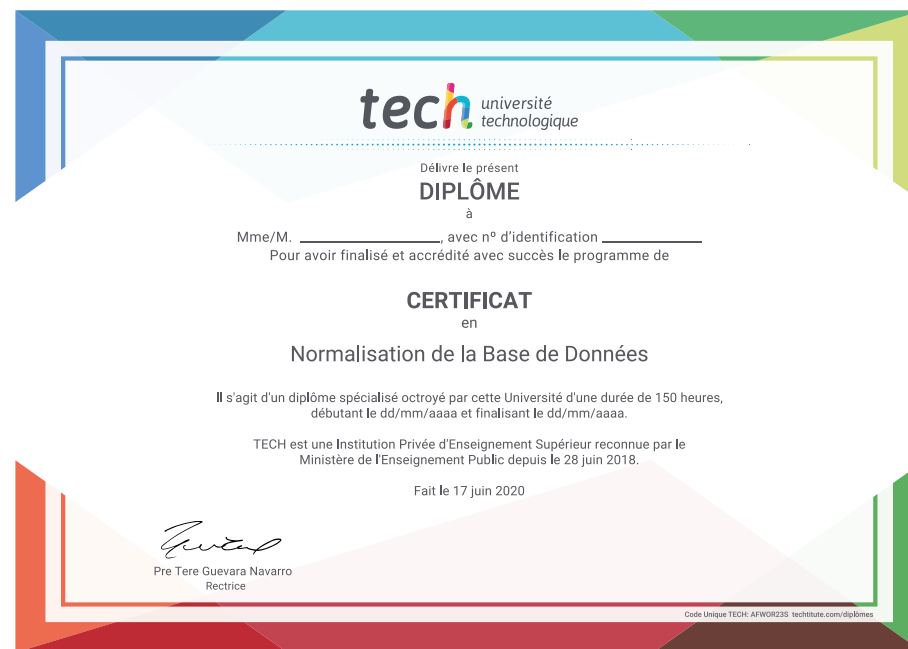 tech université
technologique
Délivre le présent
DIPLÔME
à
Mme/M. ____________, avec nº d'identification ____________
Pour avoir finalisé et accrédité avec succès le programme de
CERTIFICAT
en
Normalisation de la Base de Données
Il s'agit d'un diplôme spécialisé octroyé par cette Université d'une durée de 150 heures,
débutant le dd/mm/aaaa et finalisant le dd/mm/aaaa.
TECH est une Institution Privée d'Enseignement Supérieur reconnue par le
Ministère de l'Enseignement Public depuis le 28 juin 2018.
Fait le 17 juin 2020
Pre Tere Guevara Navarro
Rectrice
Code Unique TECH: AFWOR23S techtitute.com/diplômes